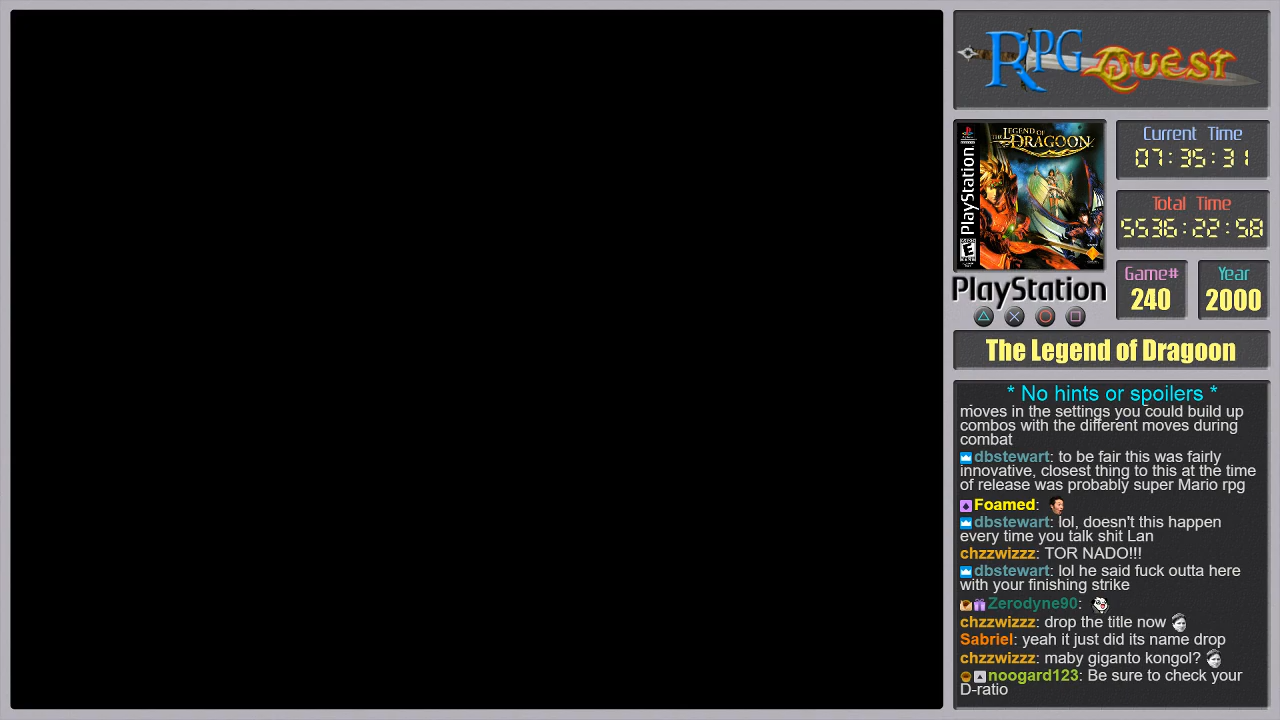 RPG Quest
THE LEGEND OF
DRAGOON
PlayStation
PlayStation
Current Time
07:35:31
Total Time
5536:22:58
Game#
240
Year
2000
The Legend of Dragoon
* No hints or spoilers *
moves in the settings you could build up
combos with the different moves during
combat
dbstewart: to be fair this was fairly
innovative, closest thing to this at the time
of release was probably super Mario rpg
Foamed:
dbstewart: lol, doesn't this happen
every time you talk shit Lan
chzzwizzz: TOR NADO!!!
dbstewart: lol he said fuck outta here
with your finishing strike
Zerodyne90:
chzzwizzz: drop the title now
Sabriel: yeah it just did its name drop
chzzwizzz: maby giganto kongol?
noogard123: Be sure to check your
D-ratio